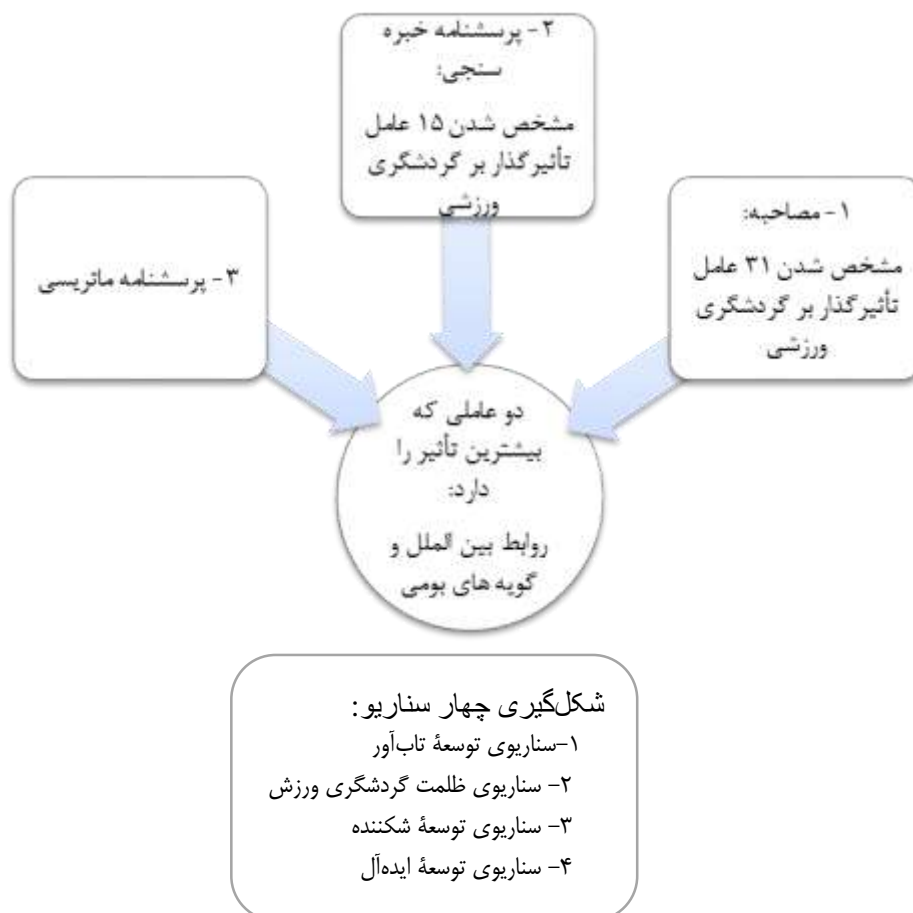 ۱- مصاحبه:
مشخص شدن ۳۱ عامل
تأثیرگذار بر گردشگری
ورزشی
۲- پرسشنامه خبره
سنجی:
مشخص شدن ۱۵ عامل
تأثیرگذار بر گردشگری
ورزشی
۳- پرسشنامه ماتریسی
دو عاملی که
بیشترین تأثیر را
دارد:
روابط بین الملل و
گویه های بومی
شکل‌گیری چهار سناریو:
۱-سناریوی توسعۀ تاب‌آور
۲- سناریوی ظلمت گردشگری ورزش
۳- سناریوی توسعۀ شکننده
۴- سناریوی توسعۀ ایده‌آل